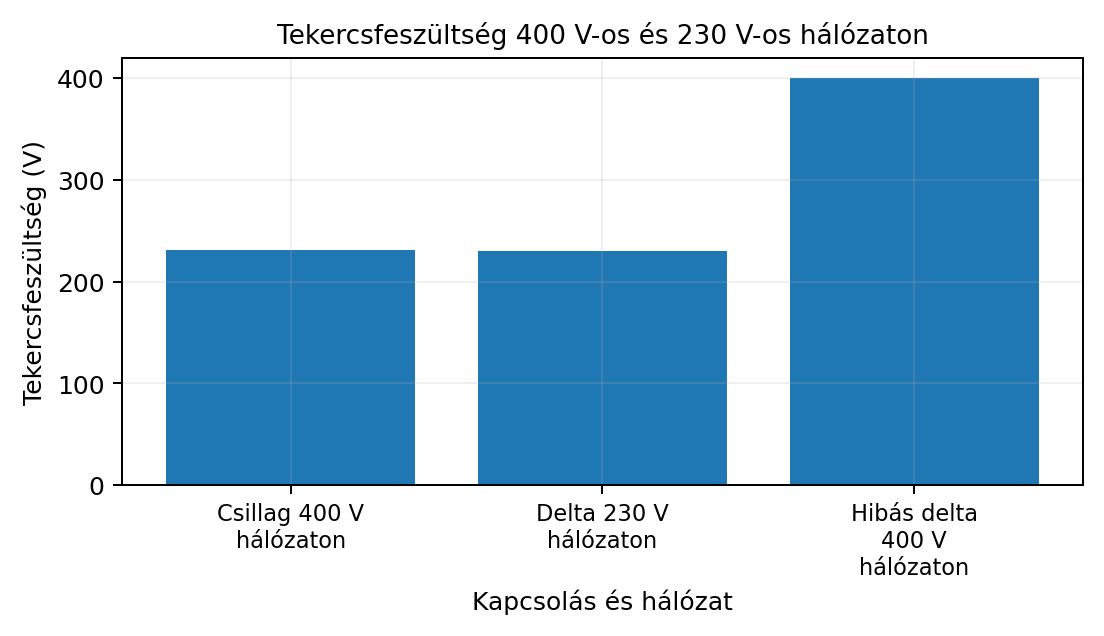 Tekercsfeszültség 400 V-os és 230 V-os hálózaton
Tekercsfeszültség (V)
400
300
200
100
0
Csillag 400 V
hálózaton
Delta 230 V
hálózaton
Hibás delta
400 V
hálózaton
Kapcsolás és hálózat